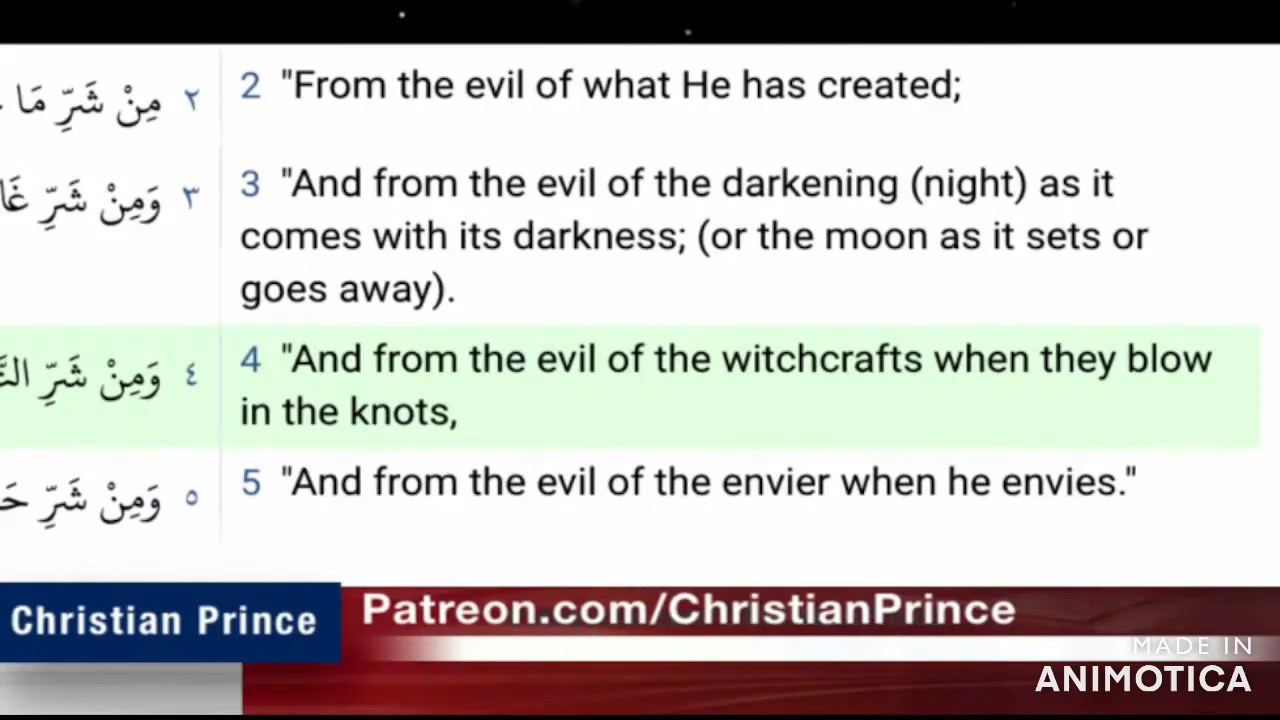 2 "From the evil of what He has created;
٢ مِنْ شَرِّ مَا
3 "And from the evil of the darkening (night) as it
٣ وَمِنْ شَرِّ
comes with its darkness; (or the moon as it sets or
goes away).
4 "And from the evil of the witchcrafts when they blow
٤ وَمِنْ شَرِّ
in the knots,
5 "And from the evil of the envier when he envies."
٥ وَمِنْ شَرِّ
Christian Prince
Patreon.com/ChristianPrince
MADE IN
ANIMOTICA